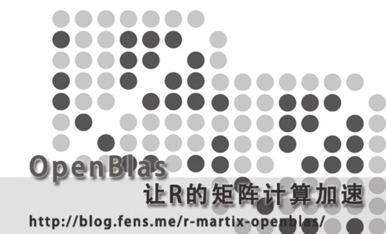 OpenBlas
让R的矩阵计算加速
http://blog.fens.me/r-martix-openblas/